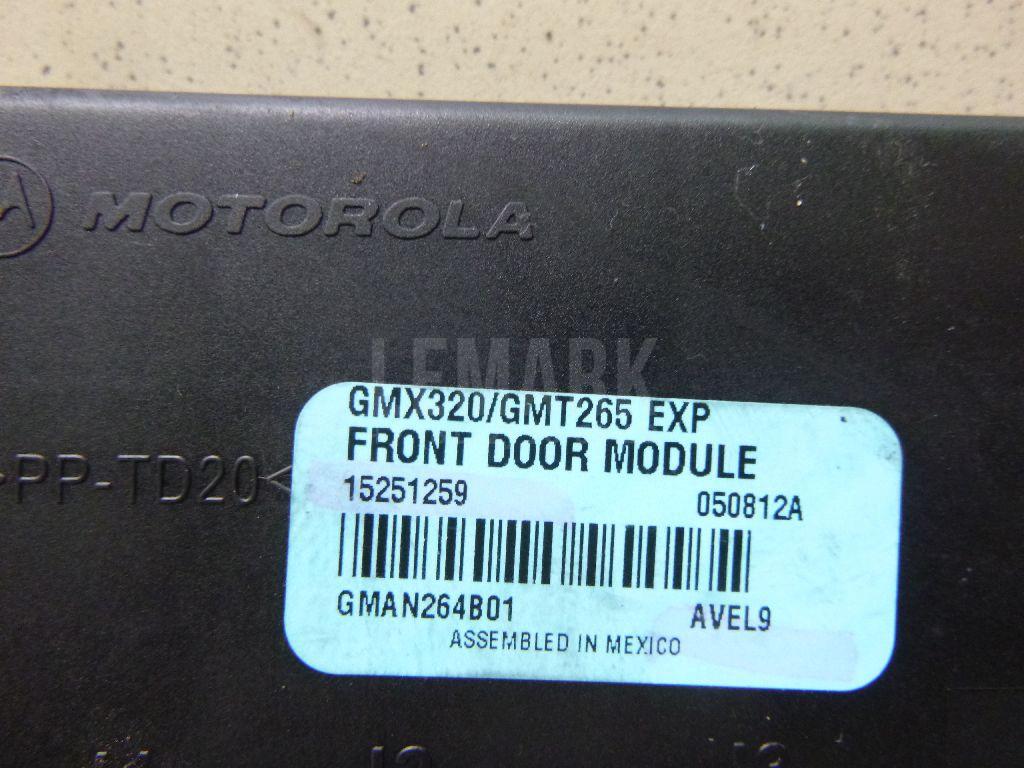 MOTOROLA
LEMARK
GMX320/GMT265 EXP
FRONT DOOR MODULE
>PP-TD20<
15251259 050812A
GMAN264B01 AVEL9
ASSEMBLED IN MEXICO